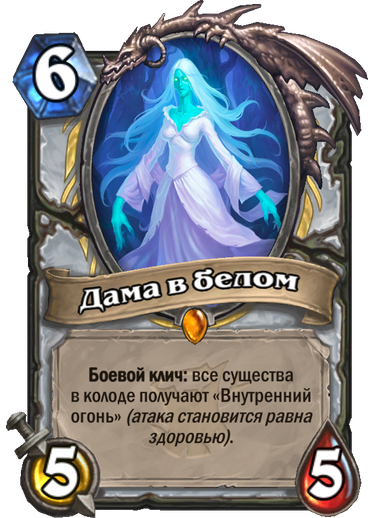 6
Дама в белом
Боевой клич: все существа
в колоде получают «Внутренний
огонь» (атака становится равна
здоровью).
5
5